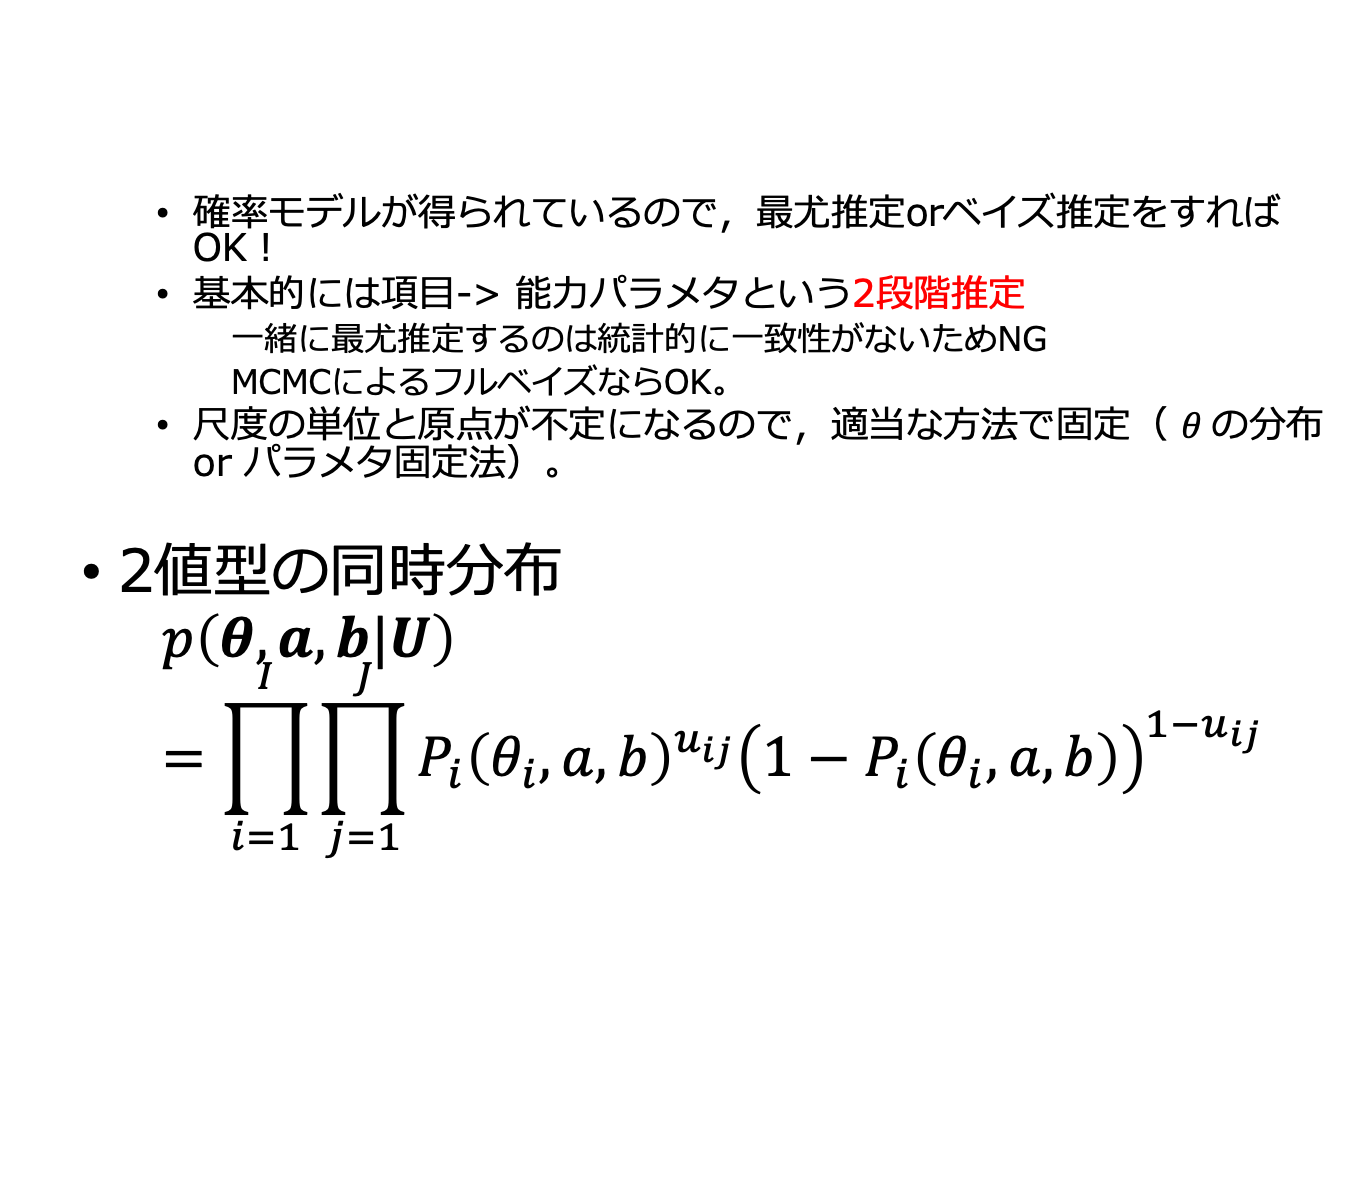 • 確率モデルが得られているので，最尤推定orベイズ推定をすれば
OK！
• 基本的には項目-> 能力パラメタという2段階推定
一緒に最尤推定するのは統計的に一致性がないためNG
MCMCによるフルベイズならOK。
• 尺度の単位と原点が不定になるので，適当な方法で固定（ 𝜃 の分布
or パラメタ固定法）。
• 2値型の同時分布
p(𝜽, 𝒂, 𝒃|𝑼)
= ∏_{i=1}^{I} ∏_{j=1}^{J} P_i(θ_i, a, b)^{u_{ij}} (1 − P_i(θ_i, a, b))^{1−u_{ij}}